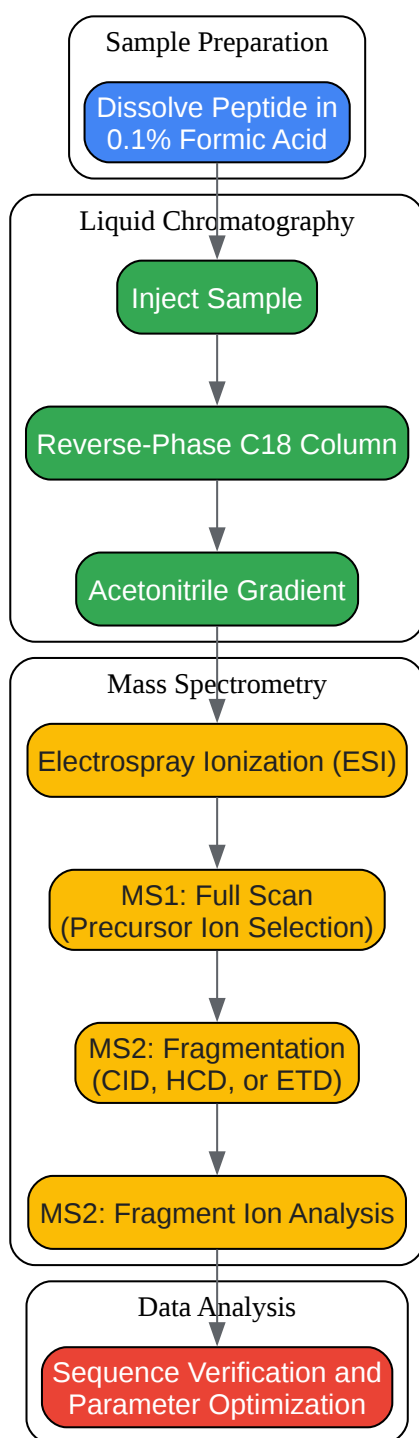 Sample Preparation
Dissolve Peptide in
0.1% Formic Acid
Liquid Chromatography
Inject Sample
Reverse-Phase C18 Column
Acetonitrile Gradient
Mass Spectrometry
Electrospray Ionization (ESI)
MS1: Full Scan
(Precursor Ion Selection)
MS2: Fragmentation
(CID, HCD, or ETD)
MS2: Fragment Ion Analysis
Data Analysis
Sequence Verification and
Parameter Optimization